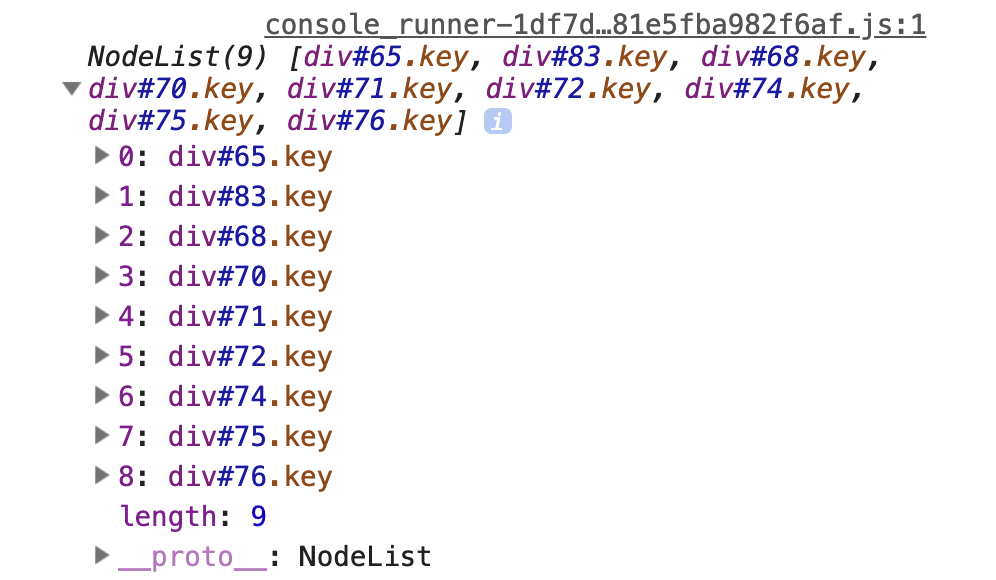 console_runner-1df7d…81e5fba982f6af.js:1
NodeList(9) [div#65.key, div#83.key, div#68.key,
▼div#70.key, div#71.key, div#72.key, div#74.key,
div#75.key, div#76.key] i
▶ 0: div#65.key
▶ 1: div#83.key
▶ 2: div#68.key
▶ 3: div#70.key
▶ 4: div#71.key
▶ 5: div#72.key
▶ 6: div#74.key
▶ 7: div#75.key
▶ 8: div#76.key
length: 9
▶ __proto__: NodeList